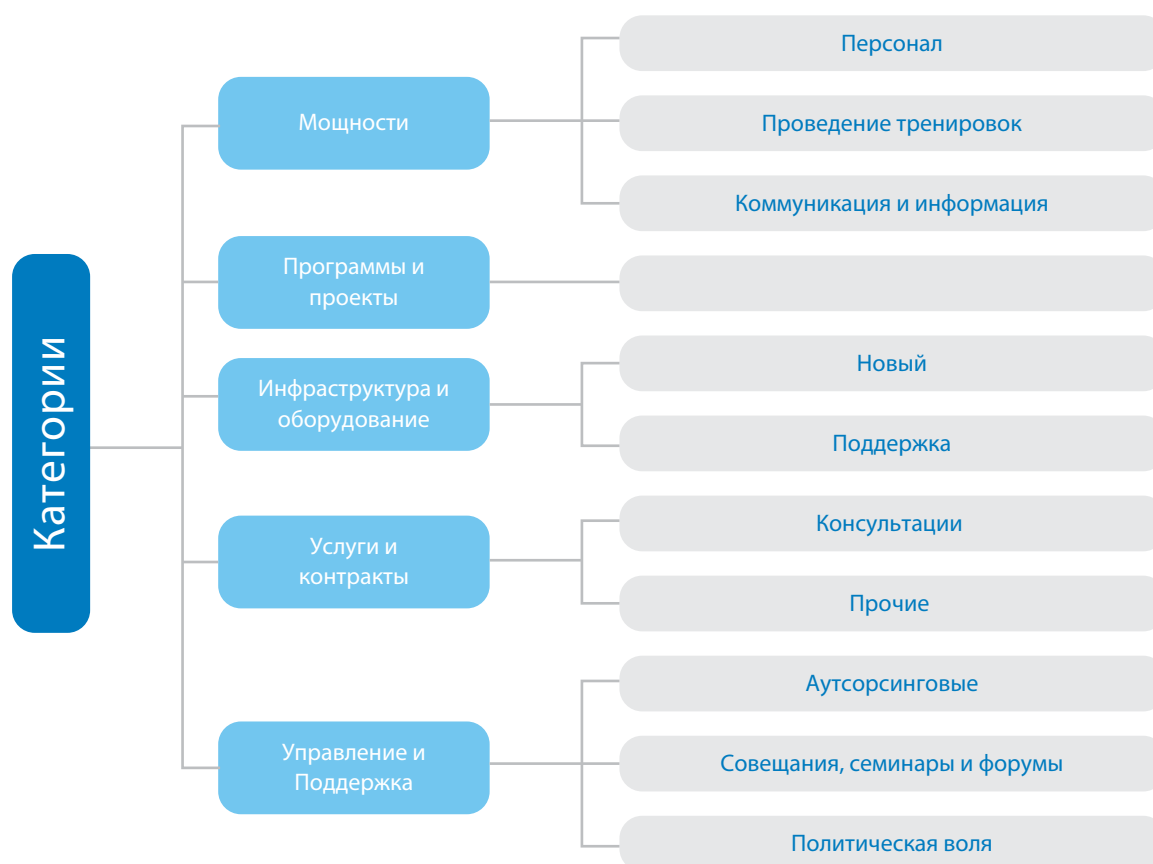 Категории
Мощности
Персонал
Проведение тренировок
Коммуникация и информация
Программы и
проекты
Инфраструктура и
оборудование
Новый
Поддержка
Услуги и
контракты
Консультации
Прочие
Управление и
Поддержка
Аутсорсинговые
Совещания, семинары и форумы
Политическая воля